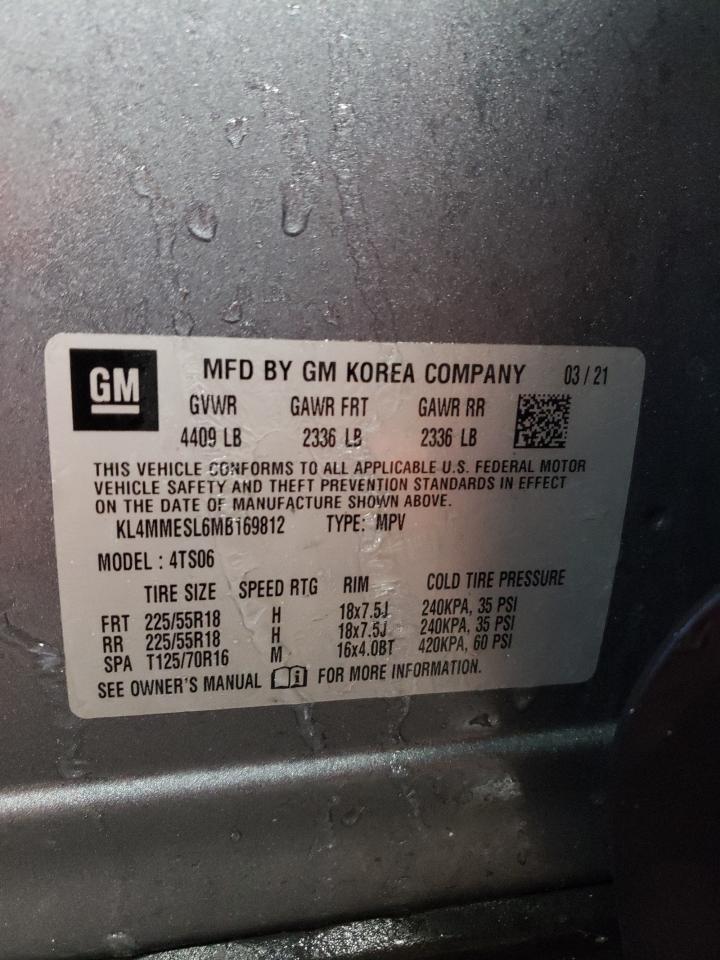 GM MFD BY GM KOREA COMPANY 03 / 21
GVWR GAWR FRT GAWR RR
4409 LB 2336 LB 2336 LB
THIS VEHICLE CONFORMS TO ALL APPLICABLE U.S. FEDERAL MOTOR
VEHICLE SAFETY AND THEFT PREVENTION STANDARDS IN EFFECT
ON THE DATE OF MANUFACTURE SHOWN ABOVE.
KL4MMESL6MB169812 TYPE: MPV
MODEL : 4TS06
TIRE SIZE SPEED RTG RIM COLD TIRE PRESSURE
FRT 225/55R18 H 18x7.5J 240KPA, 35 PSI
RR 225/55R18 H 18x7.5J 240KPA, 35 PSI
SPA T125/70R16 M 16x4.0BT 420KPA, 60 PSI
SEE OWNER'S MANUAL FOR MORE INFORMATION.